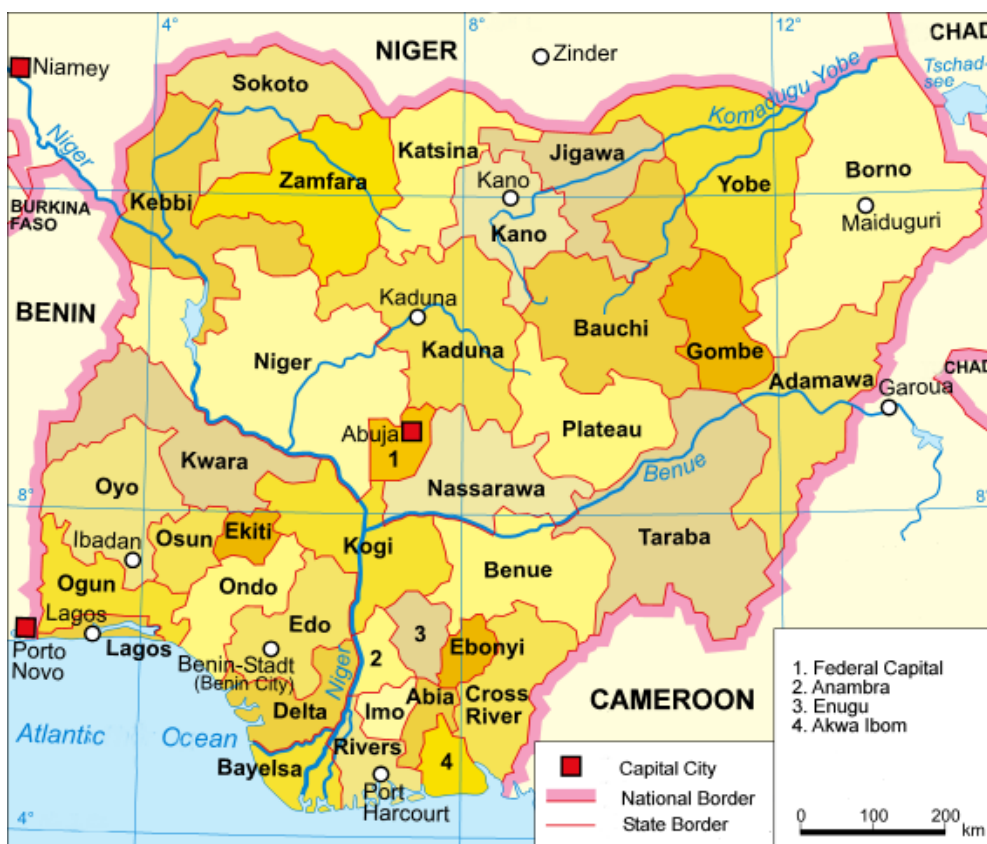 4°
8°
12°
NIGER
CHAD
Niamey
Zinder
Tschad-
see
Sokoto
Komadugu Yobe
Niger
Katsina
Jigawa
Zamfara
Kano
Yobe
Borno
Kebbi
BURKINA
FASO
Maiduguri
Kano
Kaduna
BENIN
Bauchi
Niger
Kaduna
Gombe
CHAD
Adamawa
Garoua
Abuja
Plateau
1
Kwara
Benue
Oyo
Nassarawa
8°
8°
Ibadan
Osun
Ekiti
Kogi
Taraba
Ogun
Ondo
Benue
Lagos
Edo
3
Porto
Novo
Lagos
2
Ebonyi
Benin-Stadt
(Benin City)
Niger
Abia
Cross
River
CAMEROON
Delta
Imo
Atlantic Ocean
Rivers
Bayelsa
4
Port
Harcourt
4°
1. Federal Capital
2. Anambra
3. Enugu
4. Akwa Ibom
Capital City
National Border
State Border
0 100 200
km